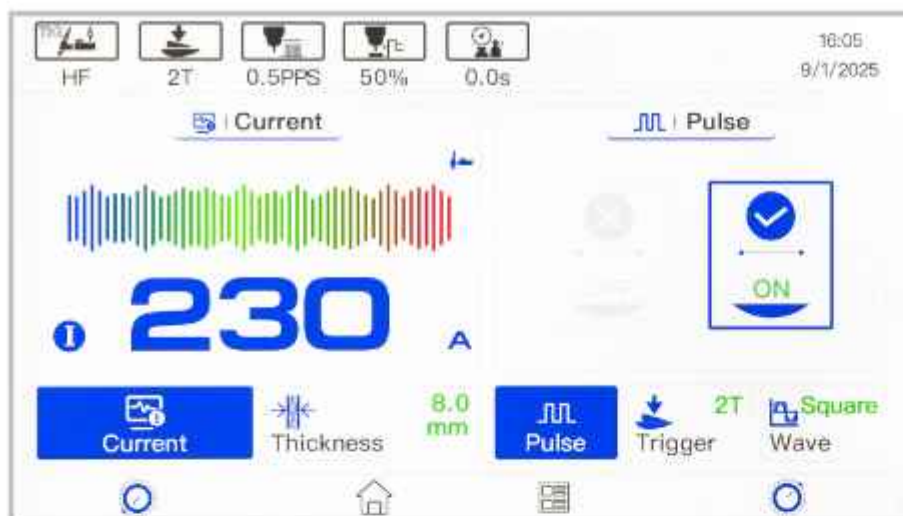 TIG
HF
2T
0.5PPS
50%
0.0s
16:05
9/1/2025
Current
Pulse
230
I
A
ON
Current
Thickness
8.0
mm
Pulse
2T
Trigger
Square
Wave